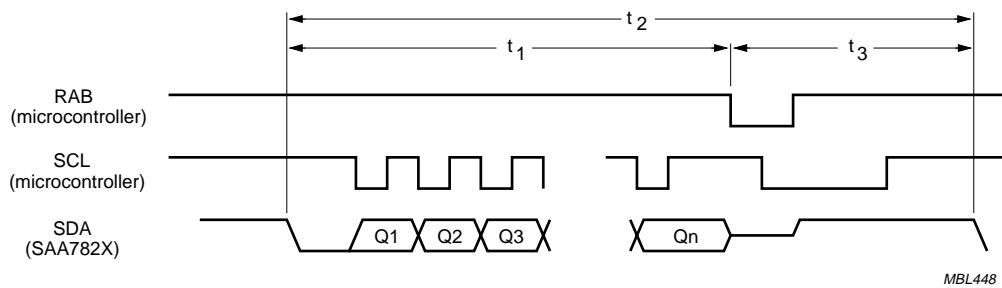 t2
t1
t3
RAB
(microcontroller)
SCL
(microcontroller)
SDA
(SAA782X)
Q1 Q2 Q3 Qn
MBL448